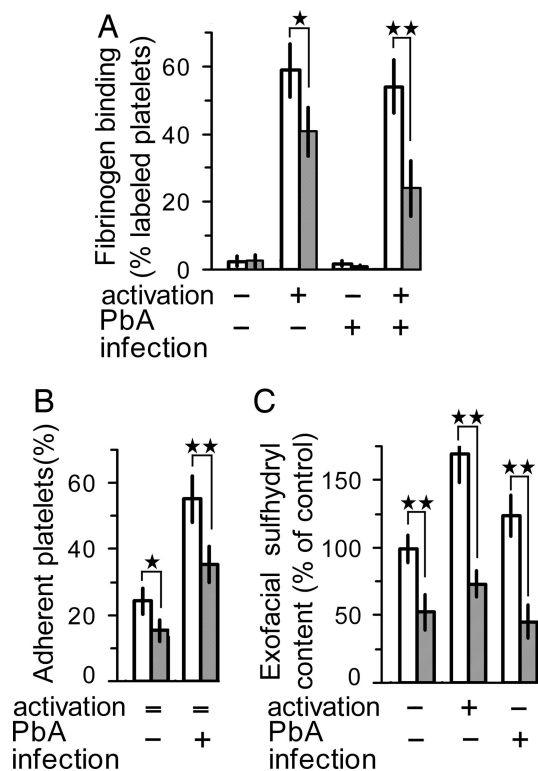 A
Fibrinogen binding
(% labeled platelets)
60
40
20
0
activation − + − +
PbA − − + +
infection
B
Adherent platelets(%)
60
40
20
0
activation = =
PbA − +
infection
C
Exofacial sulfhydryl
content (% of control)
150
100
50
0
activation − + −
PbA − − +
infection